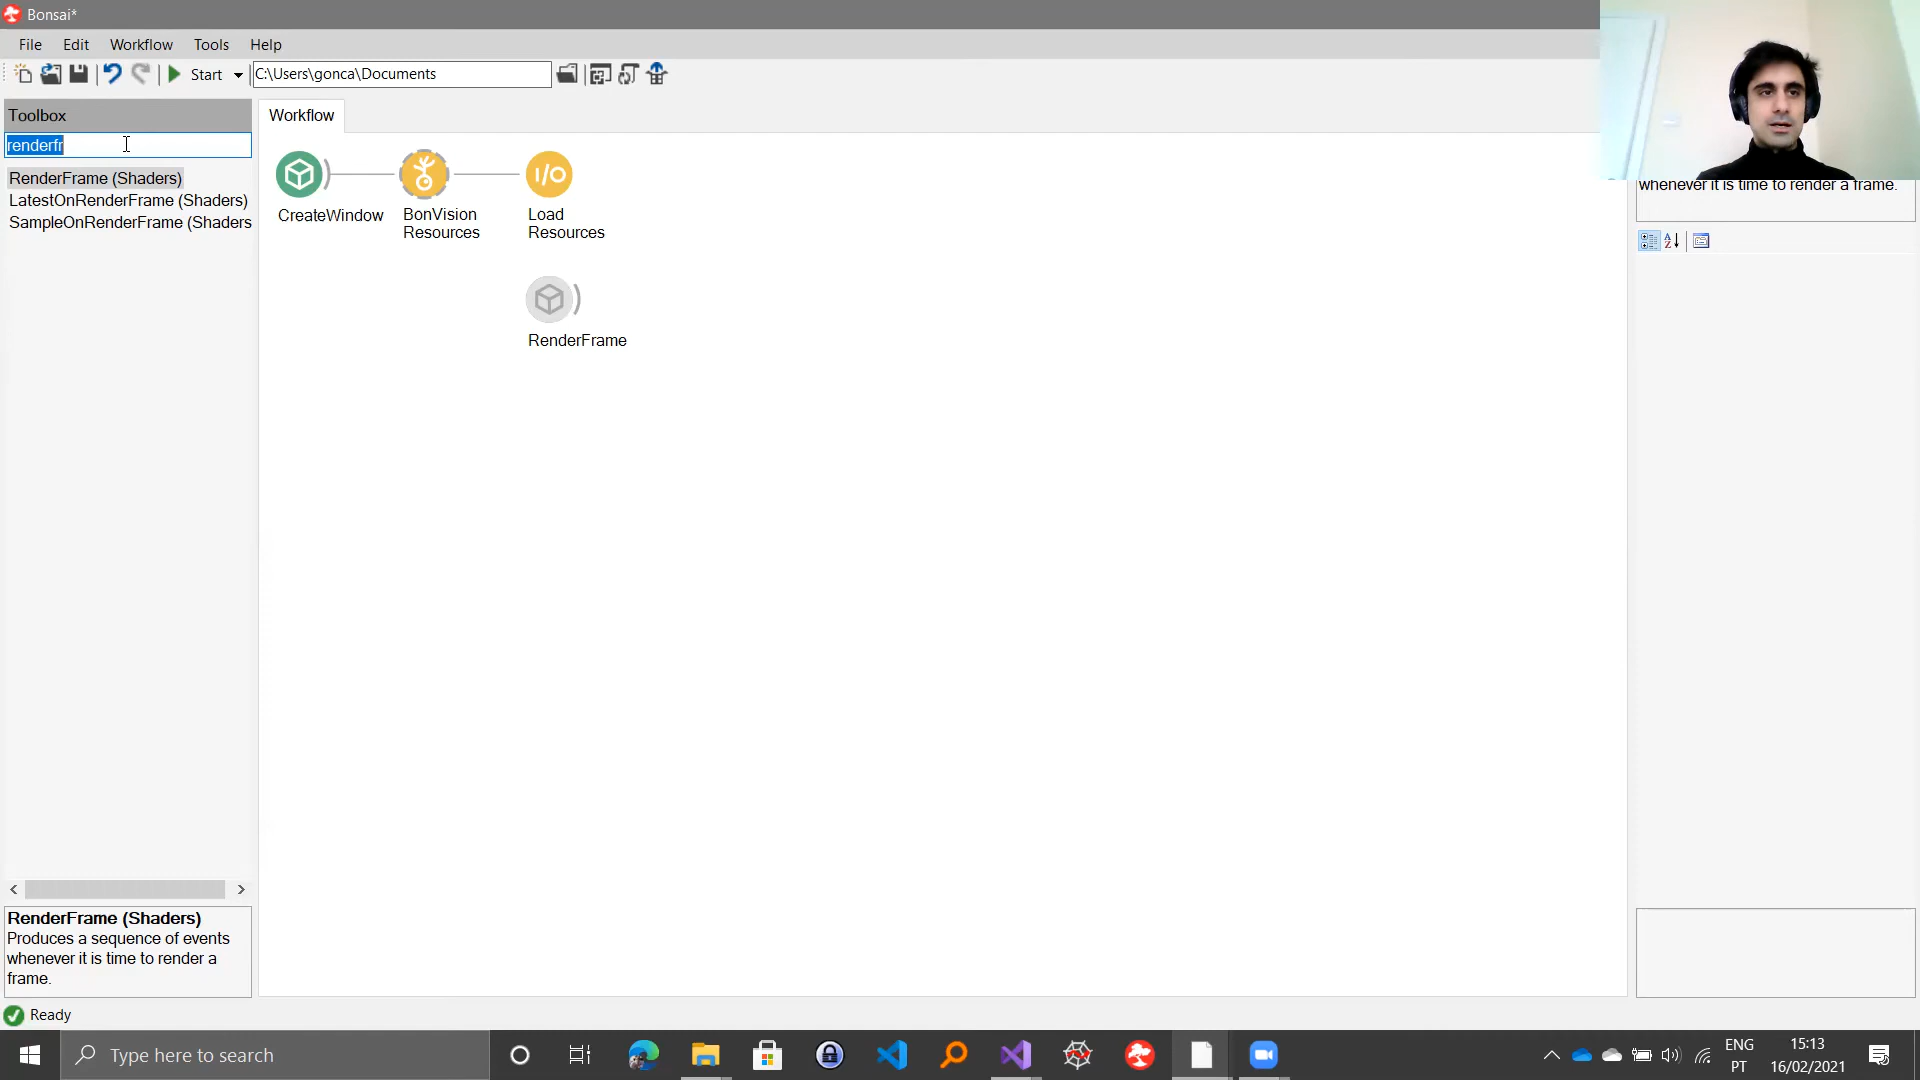 Bonsai*
File Edit Workflow Tools Help
Start C:\Users\gonca\Documents
Toolbox
Workflow
renderfr
RenderFrame (Shaders)
LatestOnRenderFrame (Shaders)
SampleOnRenderFrame (Shaders
CreateWindow
BonVision
Resources
I/O
Load
Resources
RenderFrame
whenever it is time to render a frame.
RenderFrame (Shaders)
Produces a sequence of events
whenever it is time to render a
frame.
Ready
Type here to search
ENG
PT
15:13
16/02/2021